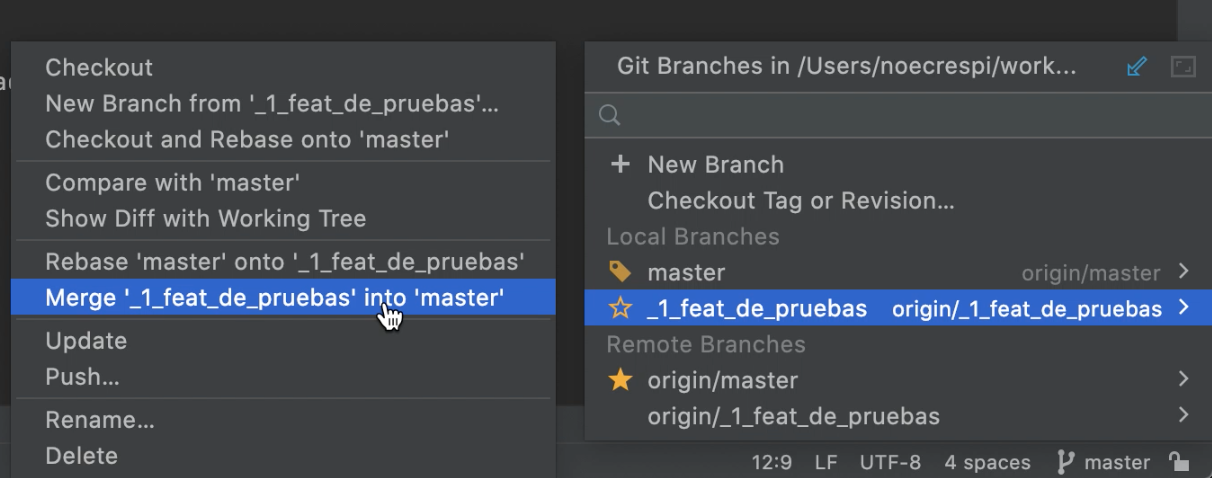 Checkout
New Branch from '_1_feat_de_pruebas'...
Checkout and Rebase onto 'master'
Compare with 'master'
Show Diff with Working Tree
Rebase 'master' onto '_1_feat_de_pruebas'
Merge '_1_feat_de_pruebas' into 'master'
Update
Push...
Rename...
Delete
Git Branches in /Users/noecrespi/work...
New Branch
Checkout Tag or Revision...
Local Branches
master origin/master
_1_feat_de_pruebas origin/_1_feat_de_pruebas
Remote Branches
origin/master
origin/_1_feat_de_pruebas
12:9 LF UTF-8 4 spaces master